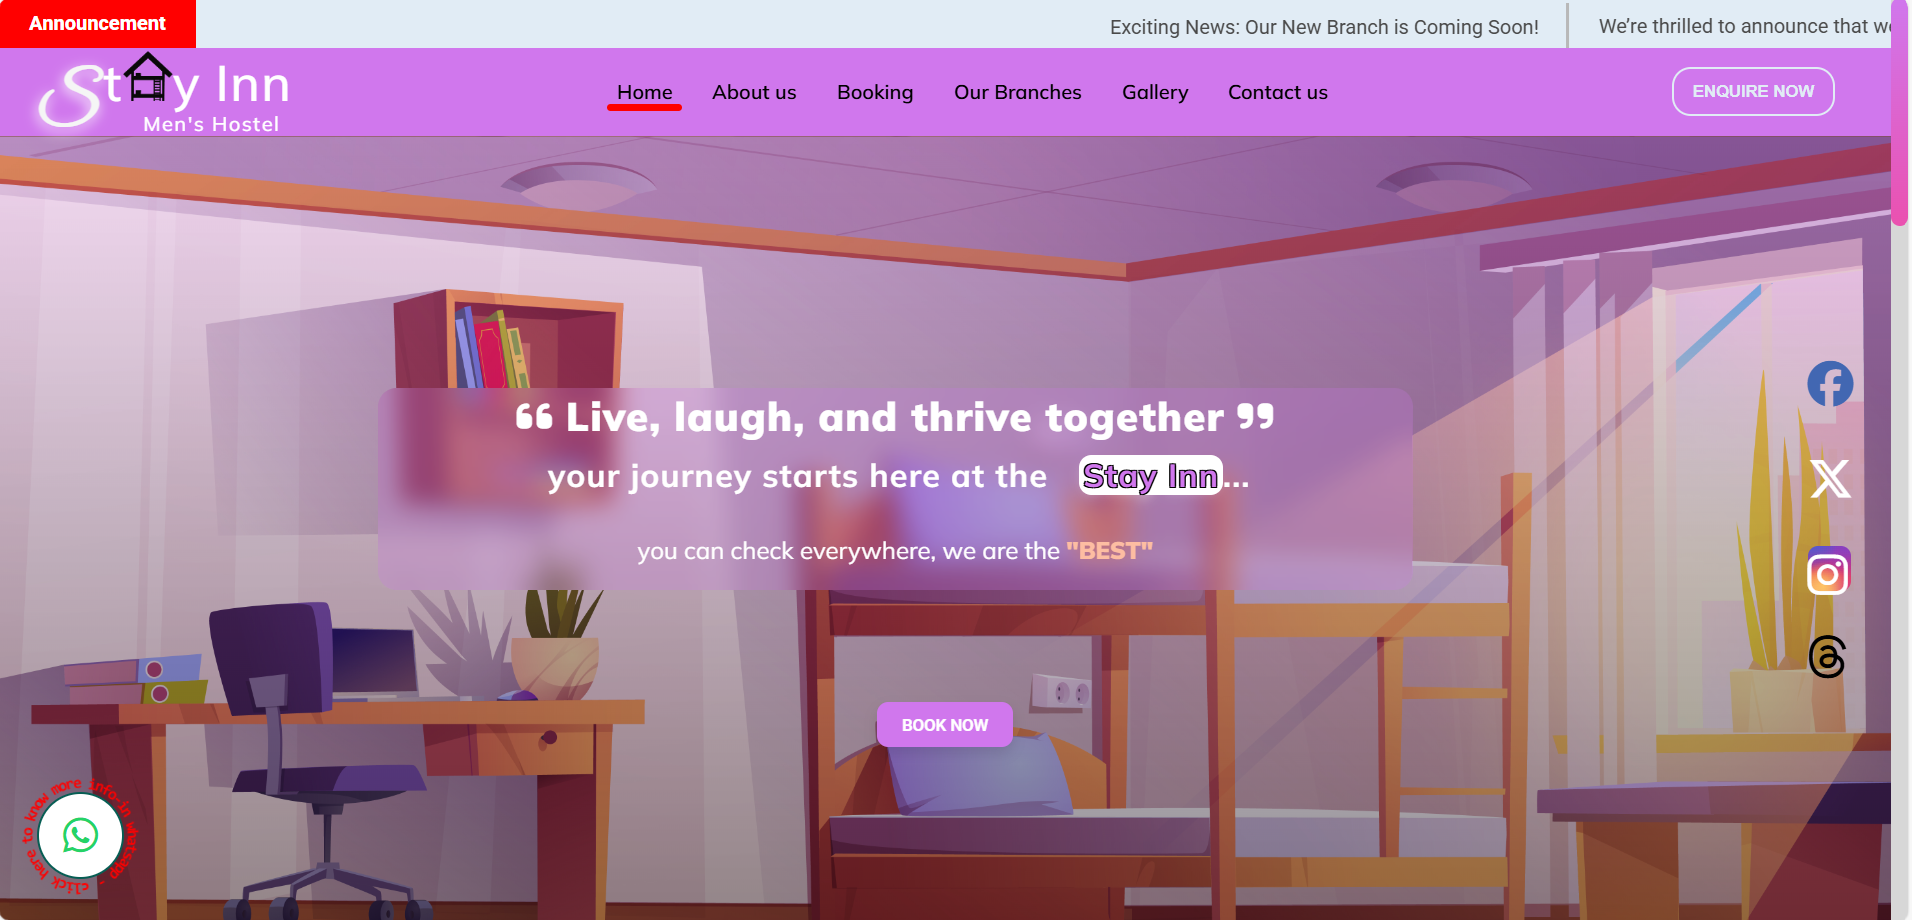 Announcement
Exciting News: Our New Branch is Coming Soon!
We're thrilled to announce that we
Stay Inn
Men's Hostel
Home
About us
Booking
Our Branches
Gallery
Contact us
ENQUIRE NOW
❝ Live, laugh, and thrive together ❞
your journey starts here at the Stay Inn...
you can check everywhere, we are the "BEST"
BOOK NOW
click here to know more info-in whatsapp -